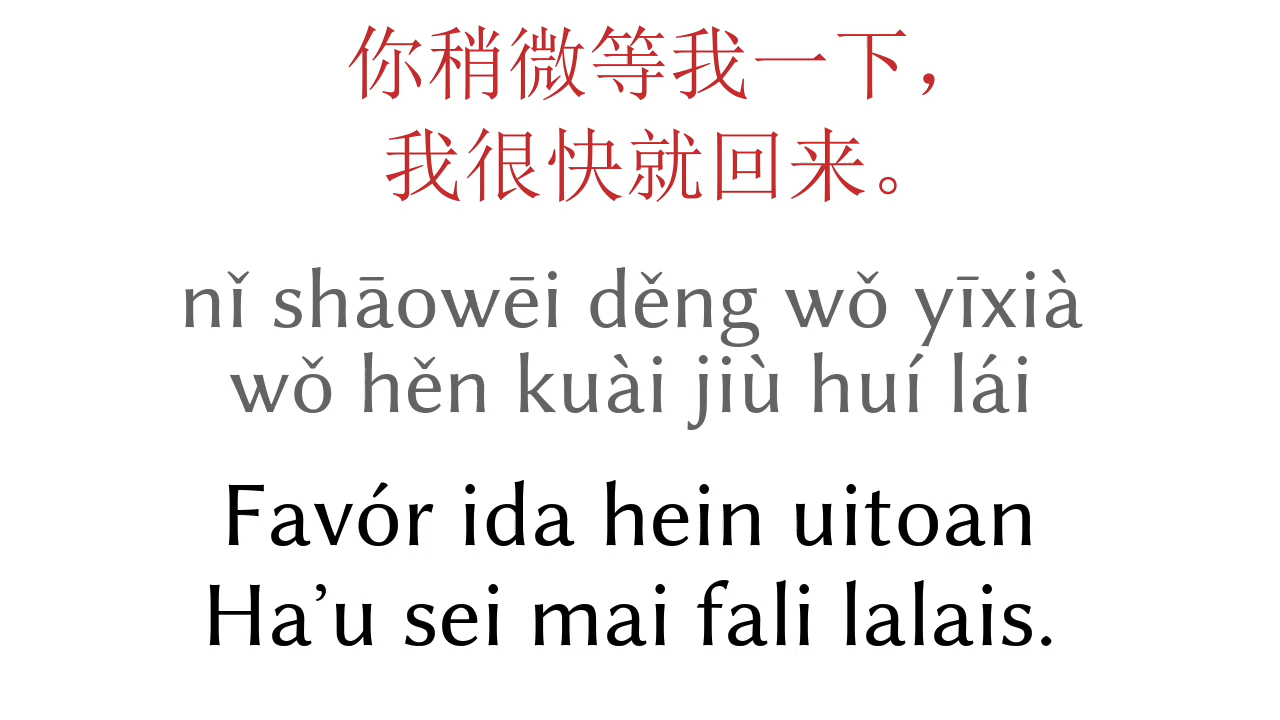 你稍微等我一下，
我很快就回来。
nǐ shāowēi děng wǒ yīxià
wǒ hěn kuài jiù huí lái
Favór ida hein uitoan
Ha’u sei mai fali lalais.